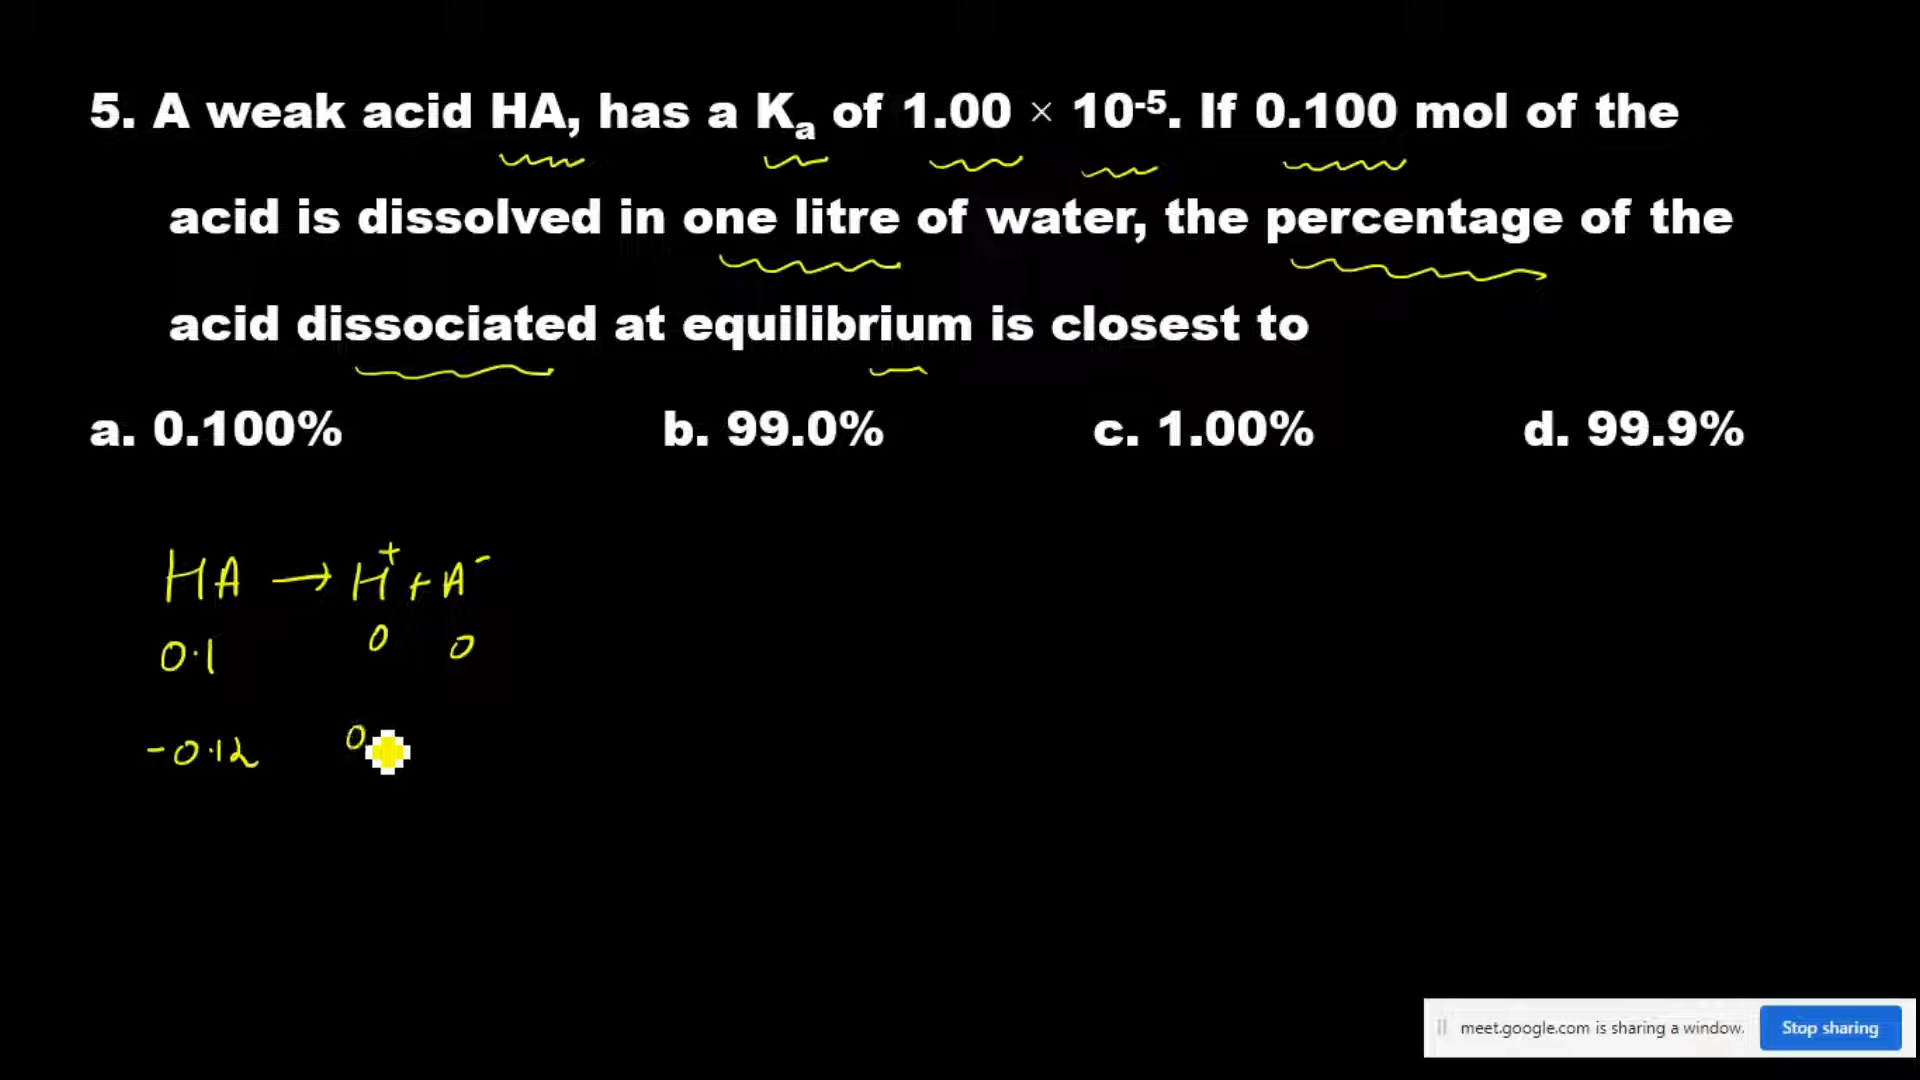 5. A weak acid HA, has a Kₐ of 1.00 × 10⁻⁵. If 0.100 mol of the
acid is dissolved in one litre of water, the percentage of the
acid dissociated at equilibrium is closest to
a. 0.100% b. 99.0% c. 1.00% d. 99.9%
HA → H⁺ + A⁻
0.1 0 0
-0.1α 0
meet.google.com is sharing a window. Stop sharing